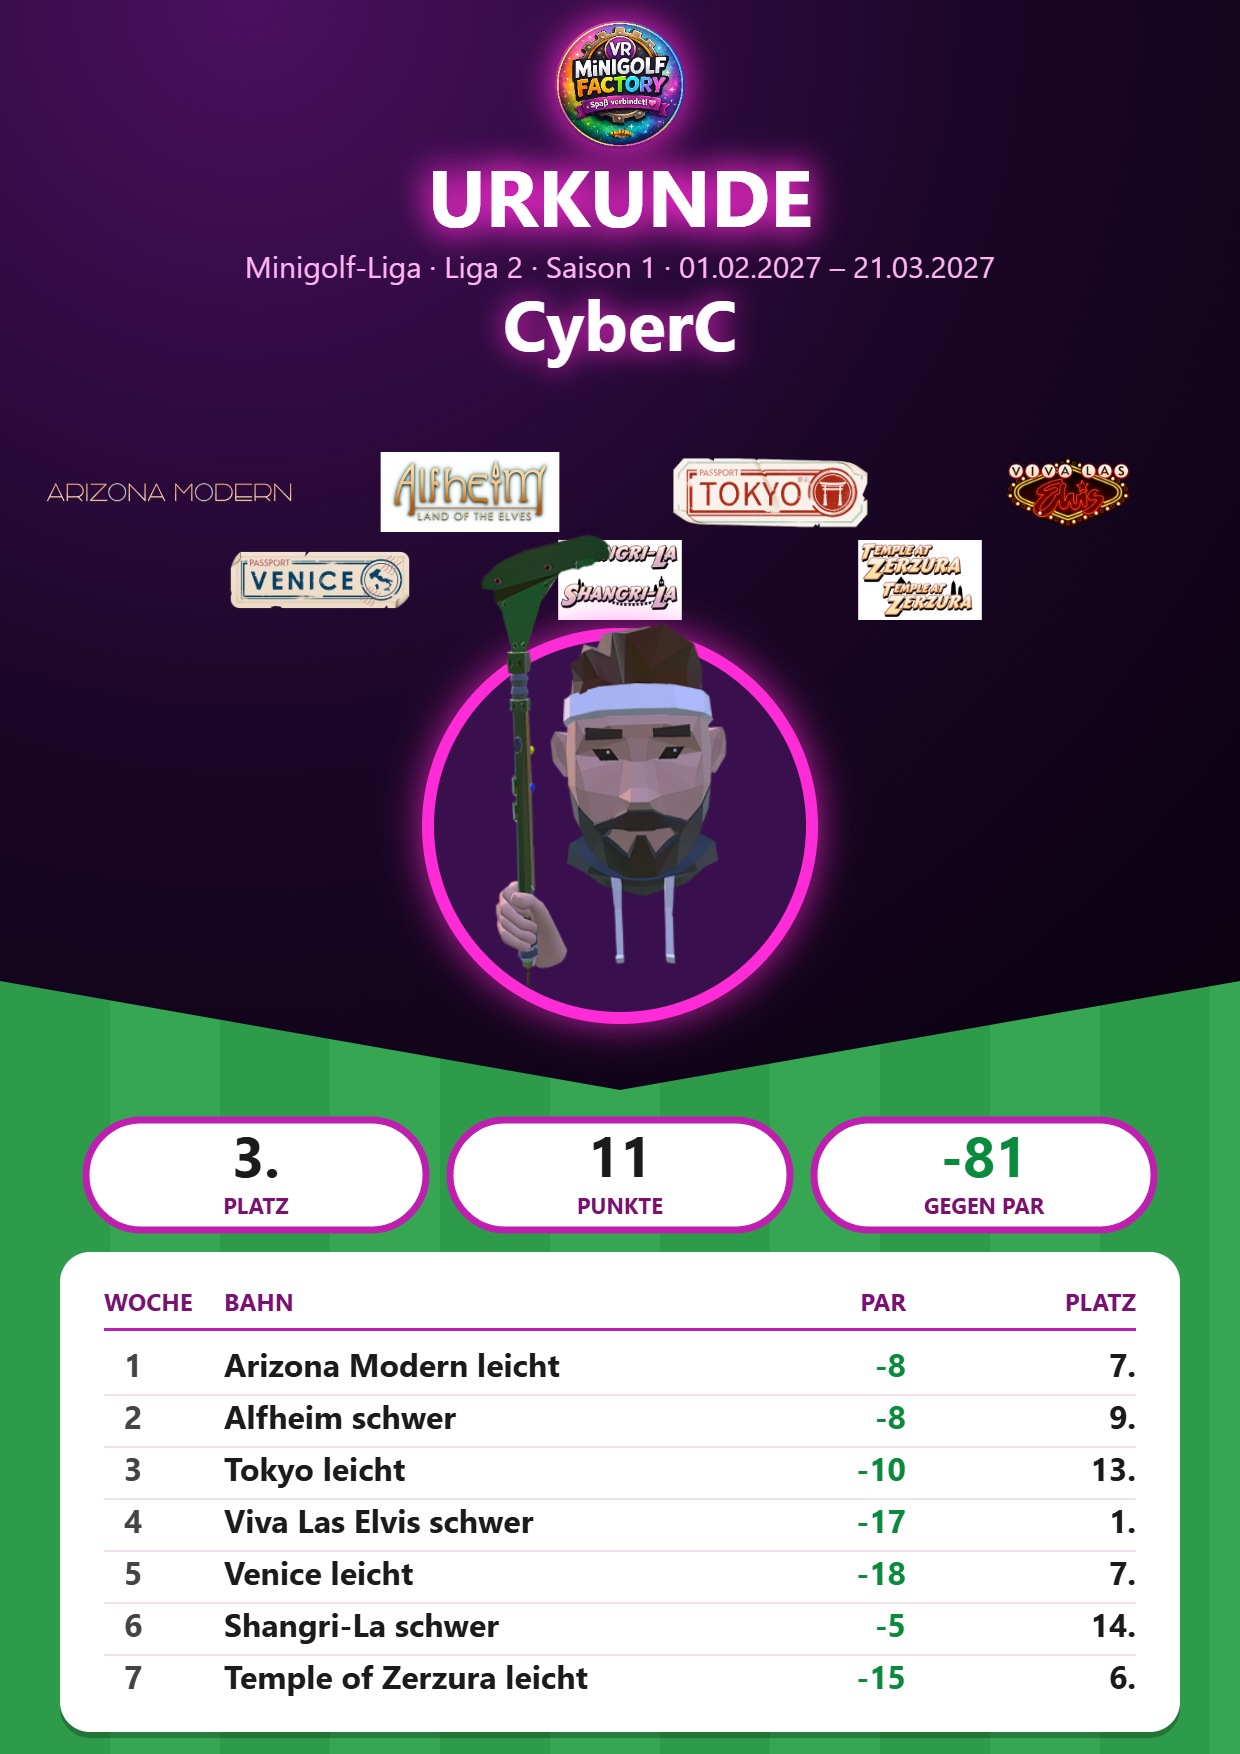 VR
MiNiGOLF
FACTORY
Spaß verbindet!
URKUNDE
Minigolf-Liga · Liga 2 · Saison 1 · 01.02.2027 – 21.03.2027
CyberC
ARIZONA MODERN
Alfheim
LAND OF THE ELVES
PASSPORT
TOKYO
VIVA LAS
Elvis
PASSPORT
VENICE
NGRI-LA
SHANGRI-LA
TEMPLE AT
ZERZURA
TEMPLE AT
ZERZURA
3.
PLATZ
11
PUNKTE
-81
GEGEN PAR
WOCHE BAHN PAR PLATZ
1 Arizona Modern leicht -8 7.
2 Alfheim schwer -8 9.
3 Tokyo leicht -10 13.
4 Viva Las Elvis schwer -17 1.
5 Venice leicht -18 7.
6 Shangri-La schwer -5 14.
7 Temple of Zerzura leicht -15 6.